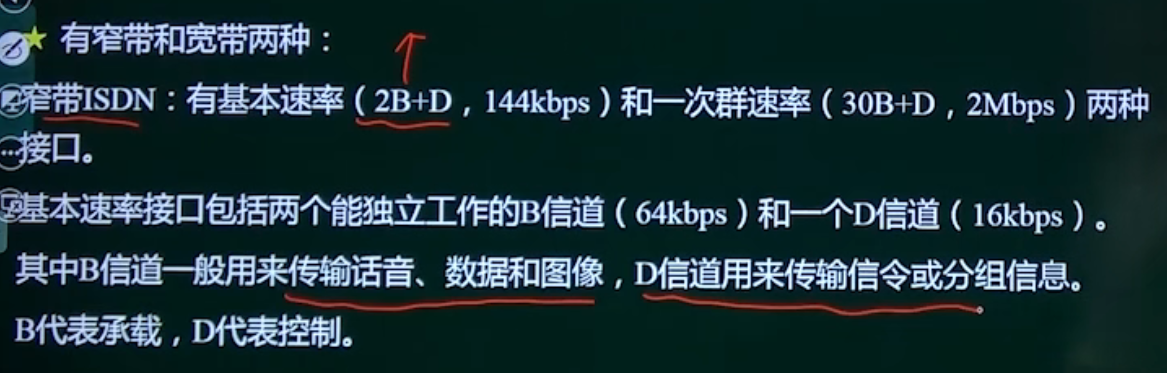 有窄带和宽带两种：
窄带ISDN：有基本速率（2B+D，144kbps）和一次群速率（30B+D，2Mbps）两种
接口。
基本速率接口包括两个能独立工作的B信道（64kbps）和一个D信道（16kbps）。
其中B信道一般用来传输话音、数据和图像，D信道用来传输信令或分组信息。
B代表承载，D代表控制。